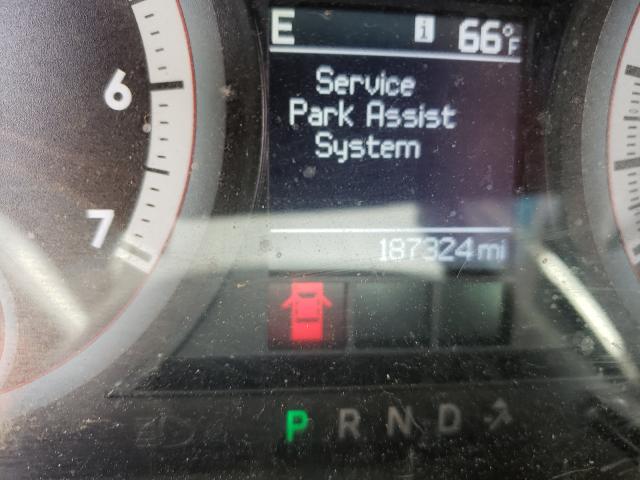 E i 66°F
6
Service
Park Assist
System
7
187324 mi
P R N D